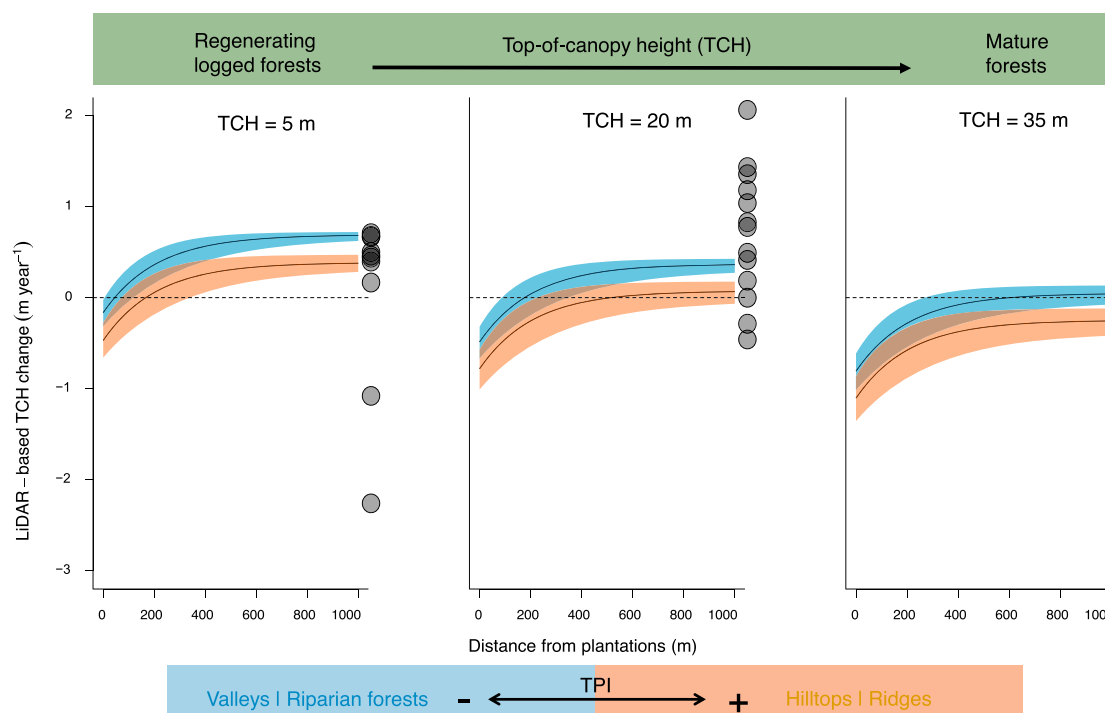 Regenerating
logged forests
Top-of-canopy height (TCH)
Mature
forests
TCH = 5 m
TCH = 20 m
TCH = 35 m
2
1
0
−1
−2
−3
LiDAR−based TCH change (m year⁻¹)
0 200 400 600 800 1000
0 200 400 600 800 1000
0 200 400 600 800 100
Distance from plantations (m)
TPI
Valleys | Riparian forests - + Hilltops | Ridges